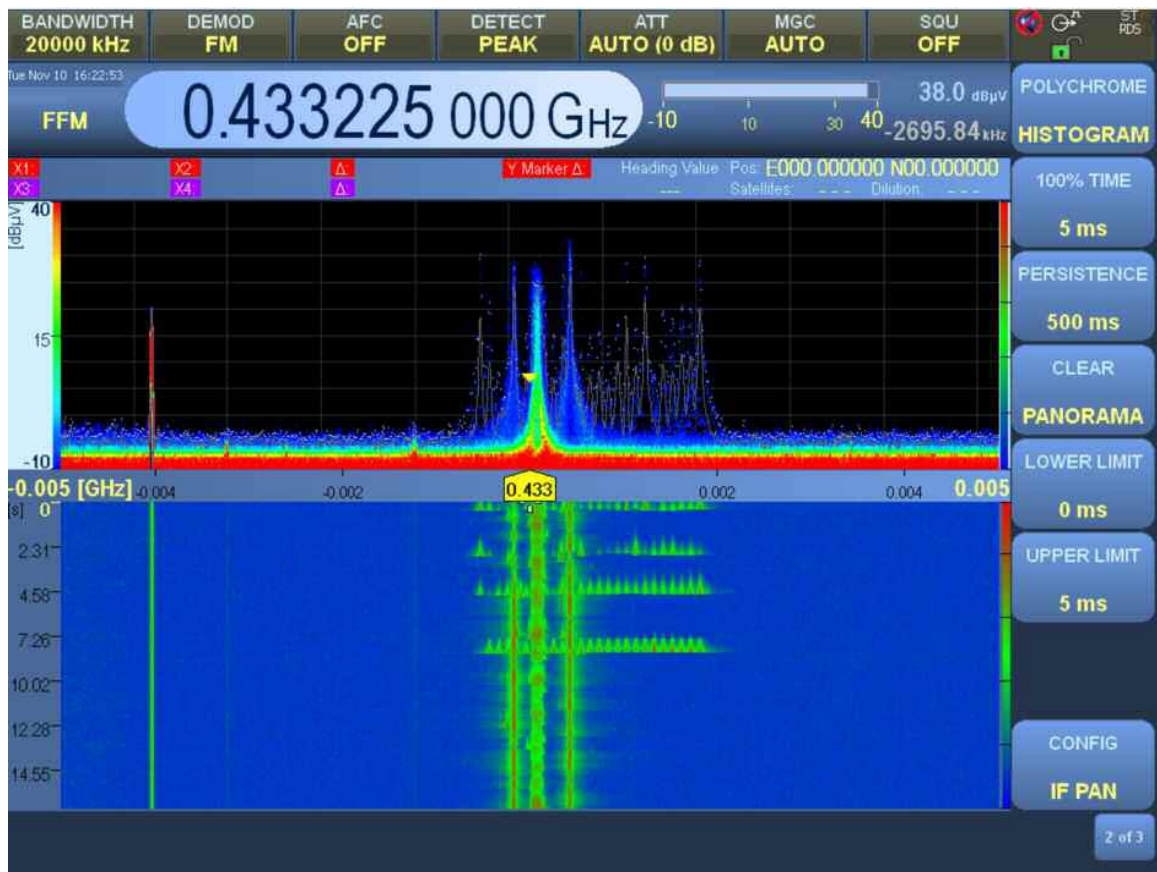 BANDWIDTH DEMOD AFC DETECT ATT MGC SQU
20000 kHz FM OFF PEAK AUTO (0 dB) AUTO OFF
ST
RDS
Tue Nov 10 16:22:53
FFM
0.433225 000 GHz
-10 10 30 40
38.0 dBµV
-2695.84 kHz
X1: X2: Δ: Y Marker Δ: Heading Value Pos: E000.000000 N00.000000
X3: X4: Δ: --- Satellites: --- Dilution: ---
[dBµV]
40
15
-10
-0.005 [GHz] -0.004 -0.002 0.433 0.002 0.004 0.005
[s] 0 0
2.31
4.58
7.26
10.02
12.28
14.55
POLYCHROME
HISTOGRAM
100% TIME
5 ms
PERSISTENCE
500 ms
CLEAR
PANORAMA
LOWER LIMIT
0 ms
UPPER LIMIT
5 ms
CONFIG
IF PAN
2 of 3